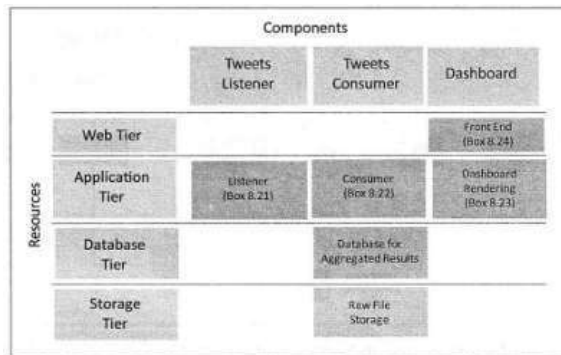 Components
Tweets
Listener
Tweets
Consumer
Dashboard
Resources
Web Tier
Front End
(Box 8.24)
Application
Tier
Listener
(Box 8.21)
Consumer
(Box 8.22)
Dashboard
Rendering
(Box 8.23)
Database
Tier
Database for
Aggregated Results
Storage
Tier
Raw File
Storage